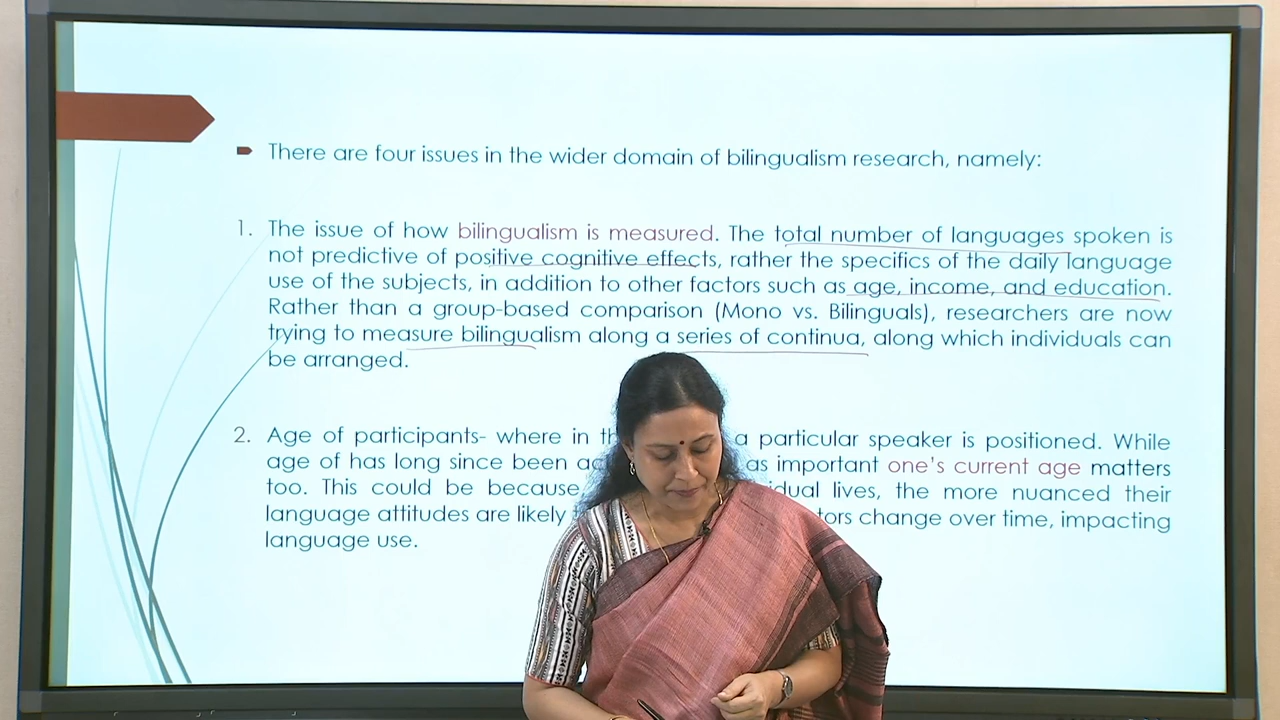 There are four issues in the wider domain of bilingualism research, namely:
1. The issue of how bilingualism is measured. The total number of languages spoken is
not predictive of positive cognitive effects, rather the specifics of the daily language
use of the subjects, in addition to other factors such as age, income, and education.
Rather than a group-based comparison (Mono vs. Bilinguals), researchers are now
trying to measure bilingualism along a series of continua, along which individuals can
be arranged.
2. Age of participants- where in a particular speaker is positioned. While
age of has long since been as important one's current age matters
too. This could be because lives, the more nuanced their
language attitudes are likely change over time, impacting
language use.